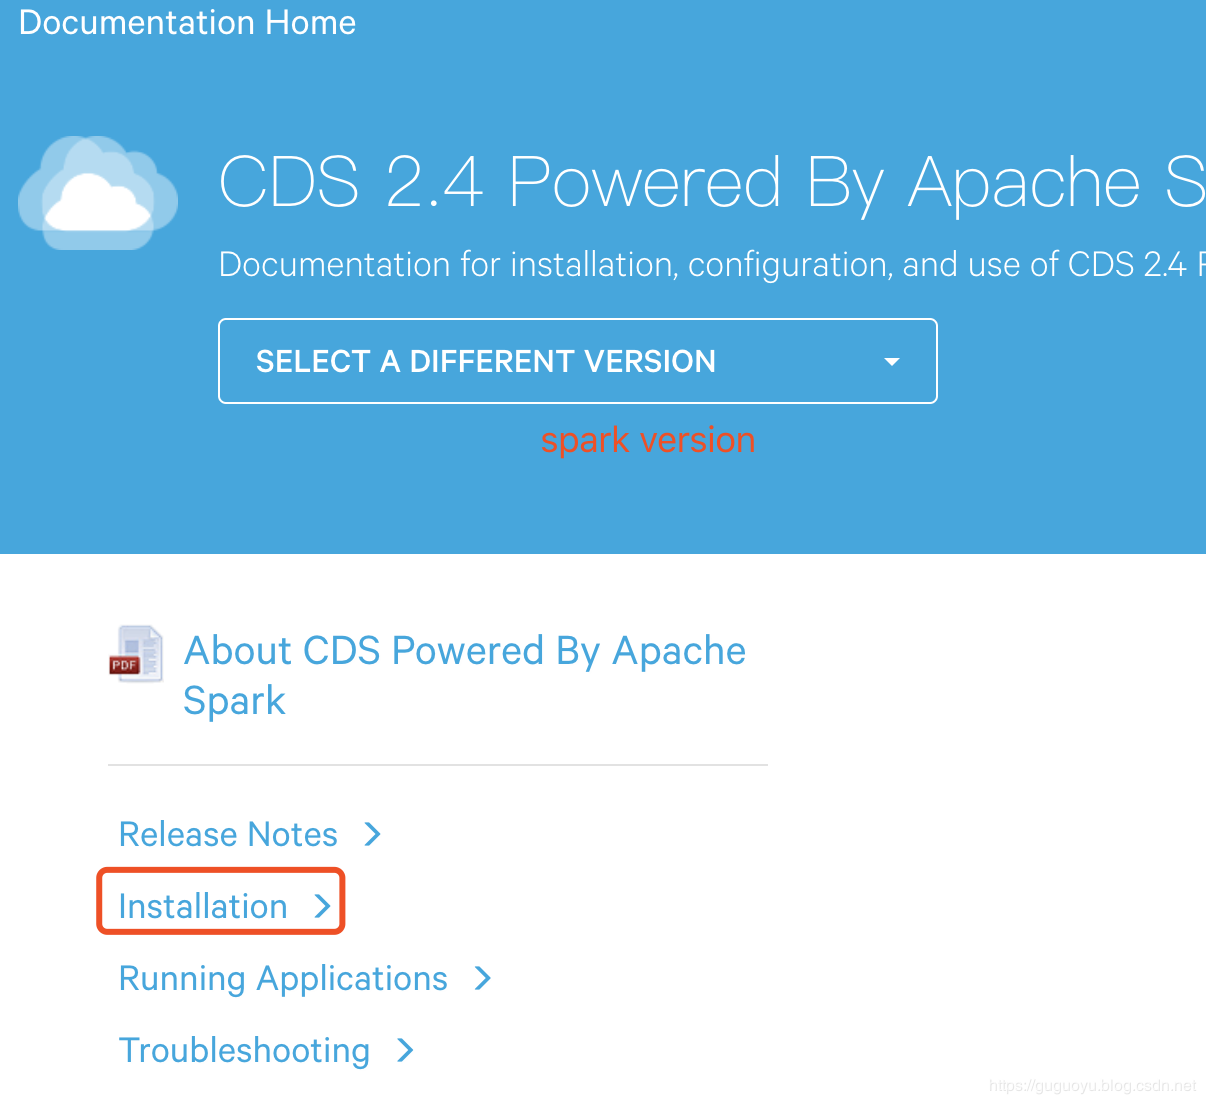 Documentation Home
CDS 2.4 Powered By Apache S
Documentation for installation, configuration, and use of CDS 2.4
SELECT A DIFFERENT VERSION
spark version
PDF
About CDS Powered By Apache
Spark
Release Notes
Installation
Running Applications
Troubleshooting
https://guguoyu.blog.csdn.net